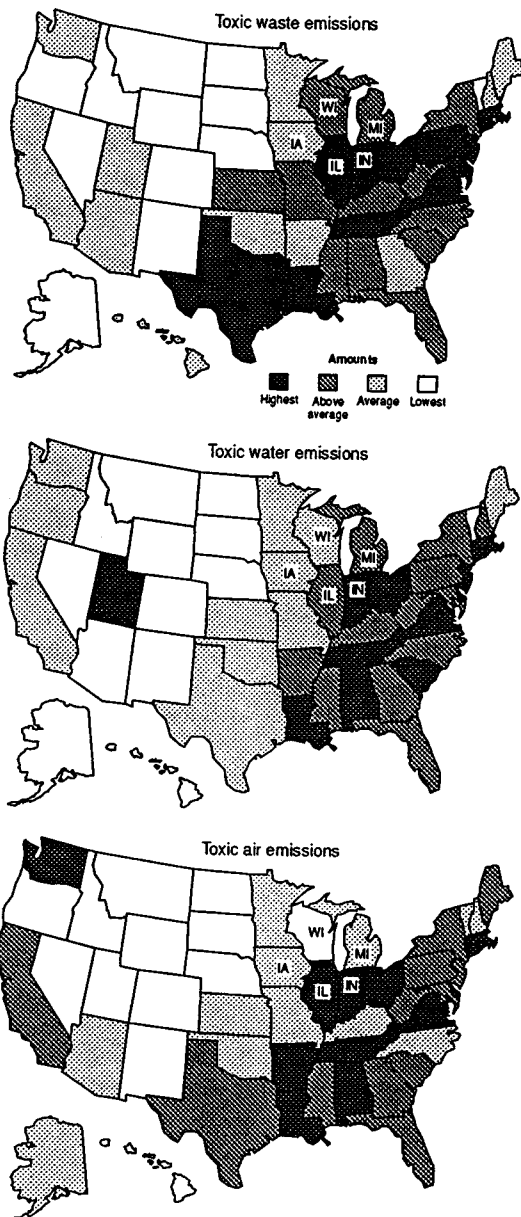 Toxic waste emissions
WI
MI
IA
IL
IN
Amounts
Highest
Above average
Average
Lowest
Toxic water emissions
WI
MI
IA
IL
IN
Toxic air emissions
WI
MI
IA
IL
IN